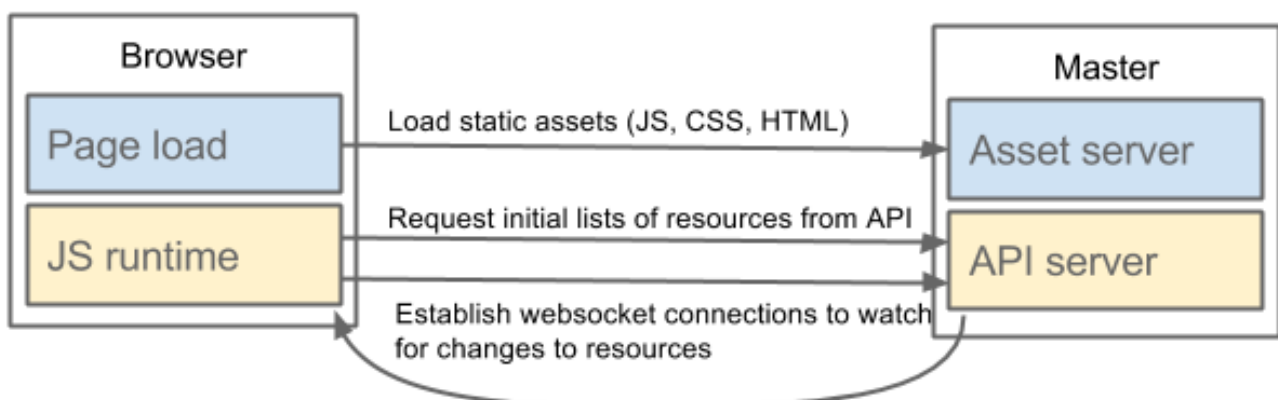 Browser
Master
Page load
Load static assets (JS, CSS, HTML)
Asset server
JS runtime
Request initial lists of resources from API
API server
Establish websocket connections to watch
for changes to resources